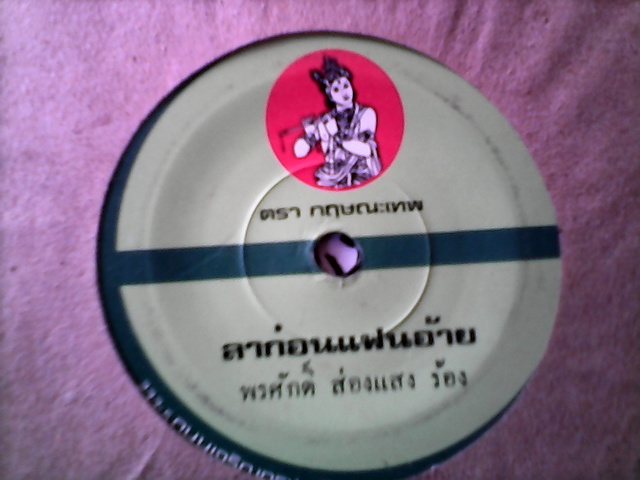 ตรา กฤษณะเทพ
ลาก่อนแฟนอ้าย
พรศักดิ์ ส่องแสง ร้อง